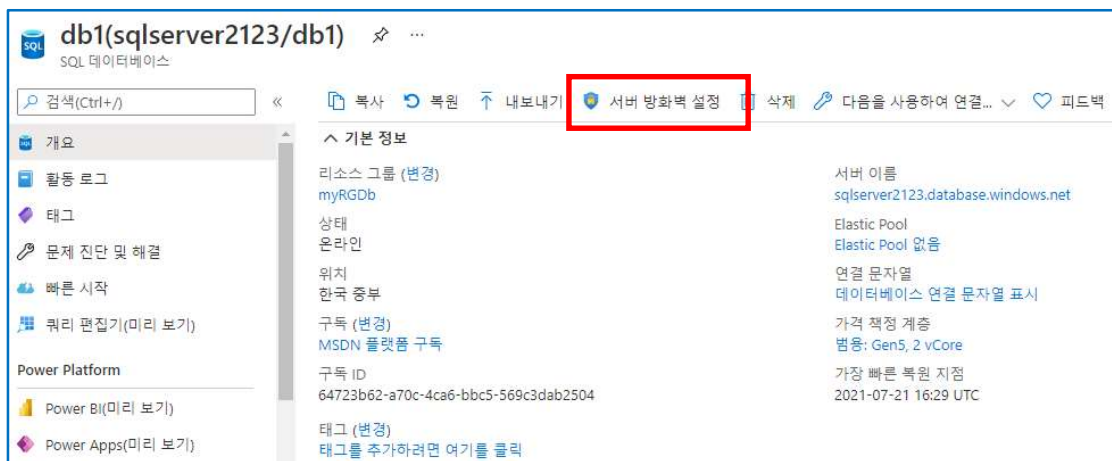 db1(sqlserver2123/db1)
SQL 데이터베이스
검색(Ctrl+/)
복사 복원 내보내기 서버 방화벽 설정 삭제 다음을 사용하여 연결... 피드백
개요
활동 로그
태그
문제 진단 및 해결
빠른 시작
쿼리 편집기(미리 보기)
Power Platform
Power BI(미리 보기)
Power Apps(미리 보기)
기본 정보
리소스 그룹 (변경)
myRGDb
상태
온라인
위치
한국 중부
구독 (변경)
MSDN 플랫폼 구독
구독 ID
64723b62-a70c-4ca6-bbc5-569c3dab2504
태그 (변경)
태그를 추가하려면 여기를 클릭
서버 이름
sqlserver2123.database.windows.net
Elastic Pool
Elastic Pool 없음
연결 문자열
데이터베이스 연결 문자열 표시
가격 책정 계층
범용: Gen5, 2 vCore
가장 빠른 복원 지점
2021-07-21 16:29 UTC